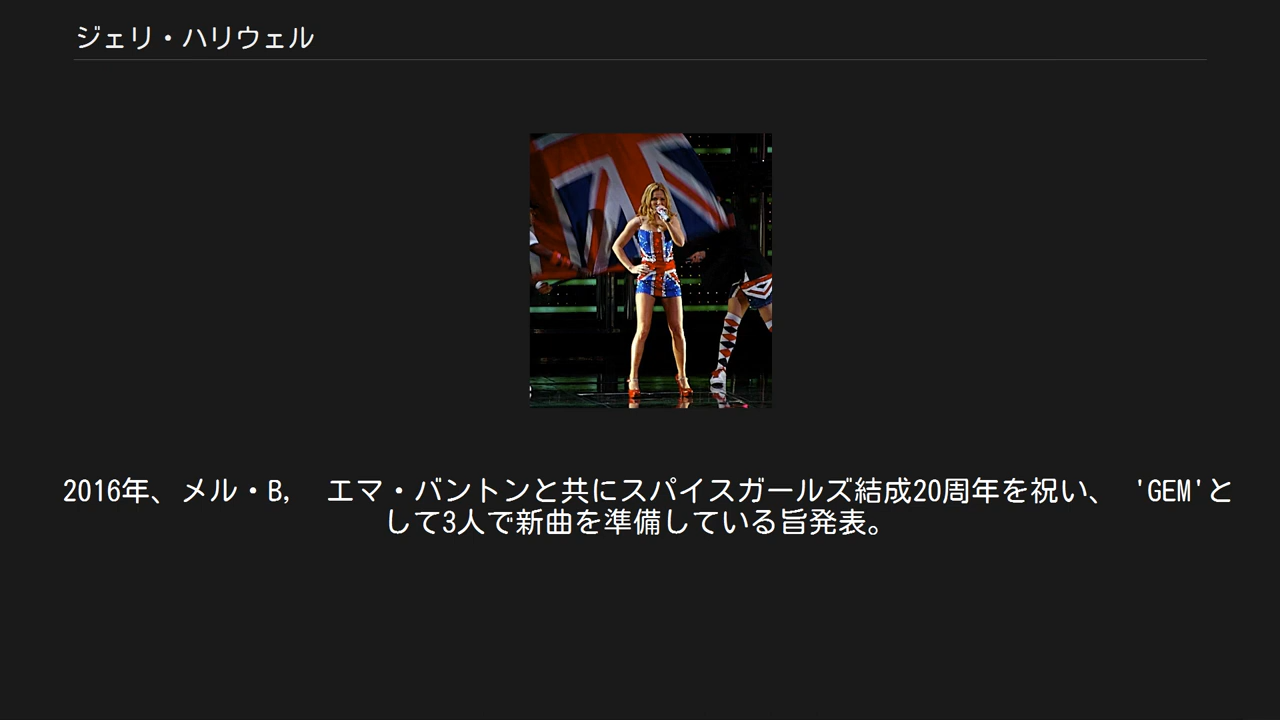 ジェリ・ハリウェル
2016年、メル・B,　エマ・バントンと共にスパイスガールズ結成20周年を祝い、 'GEM'と
して3人で新曲を準備している旨発表。